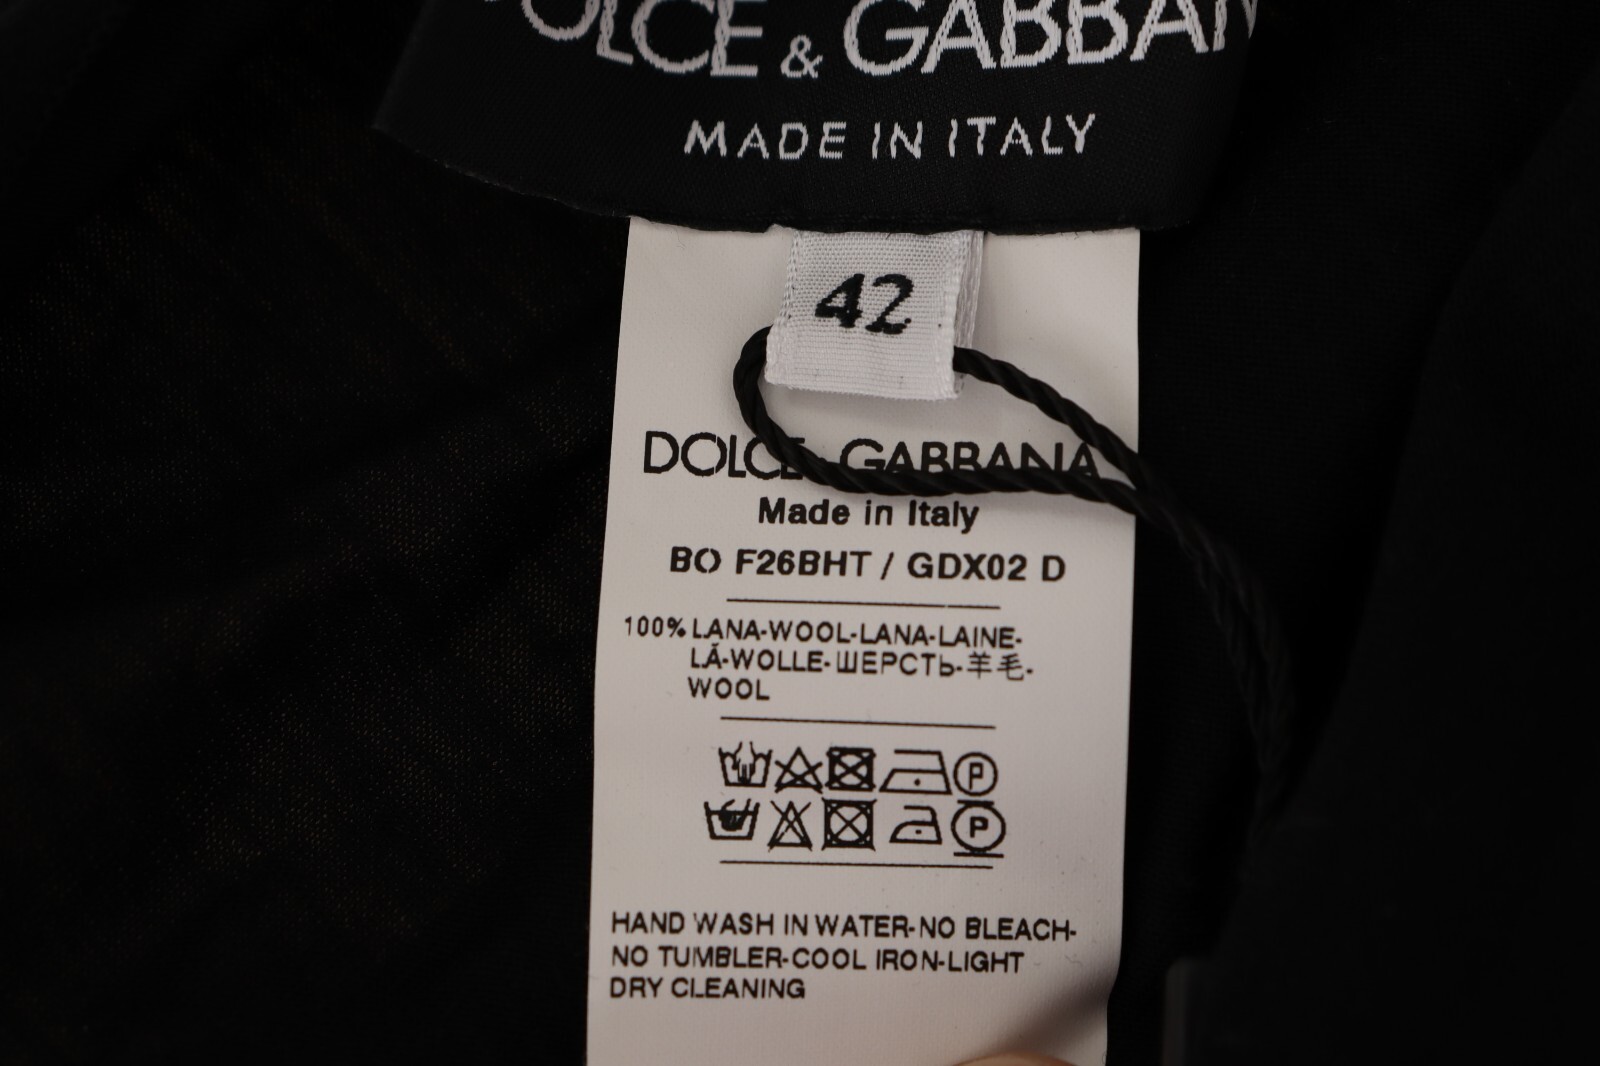 DOLCE & GABBAN
MADE IN ITALY
42
DOLCE & GABBANA
Made in Italy
BO F26BHT / GDX02 D
100% LANA-WOOL-LANA-LAINE-
LÃ-WOLLE-ШЕРСТЬ-羊毛-
WOOL
P
P
HAND WASH IN WATER-NO BLEACH-
NO TUMBLER-COOL IRON-LIGHT
DRY CLEANING